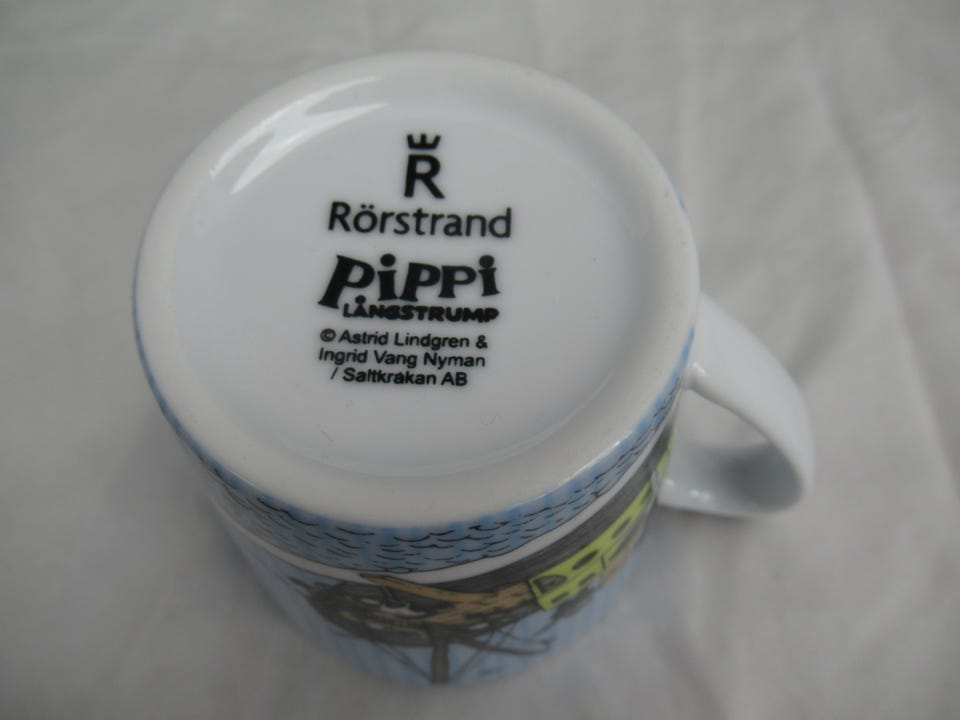 R
Rörstrand
PiPPi
LÅNGSTRUMP
© Astrid Lindgren &
Ingrid Vang Nyman
/ Saltkråkan AB